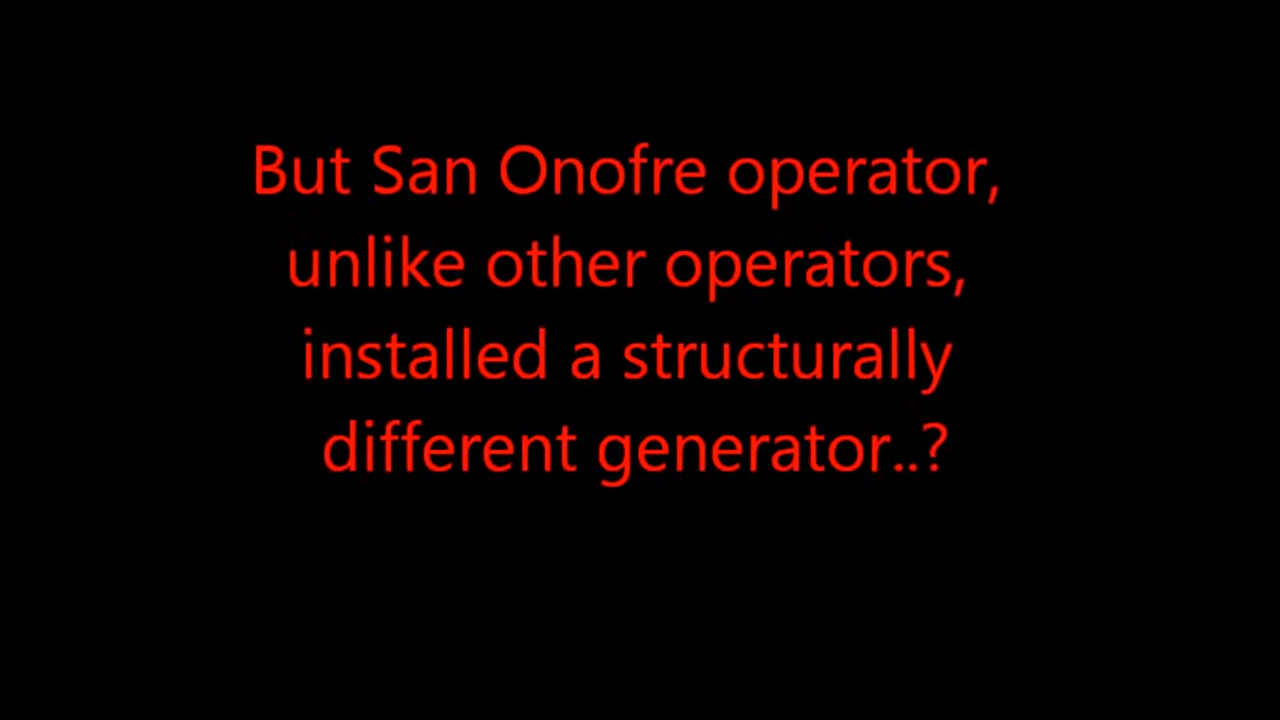 But San Onofre operator,
unlike other operators,
installed a structurally
different generator..?